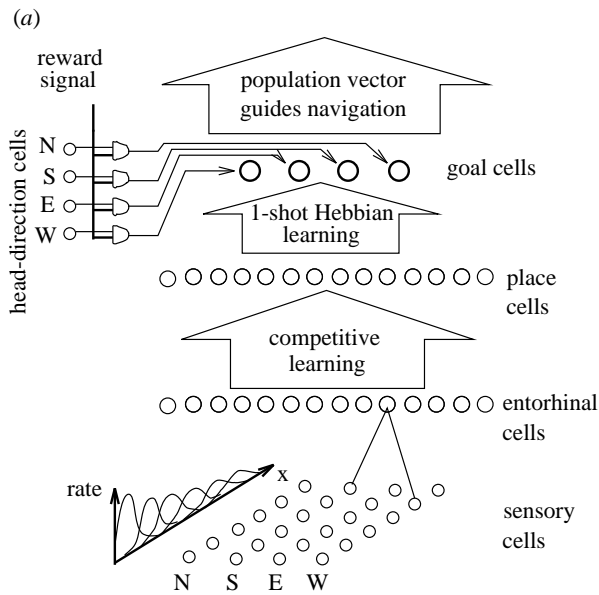 (a)
reward
signal
population vector
guides navigation
head-direction cells
N
S
E
W
goal cells
1-shot Hebbian
learning
place
cells
competitive
learning
entorhinal
cells
rate
x
sensory
cells
N S E W